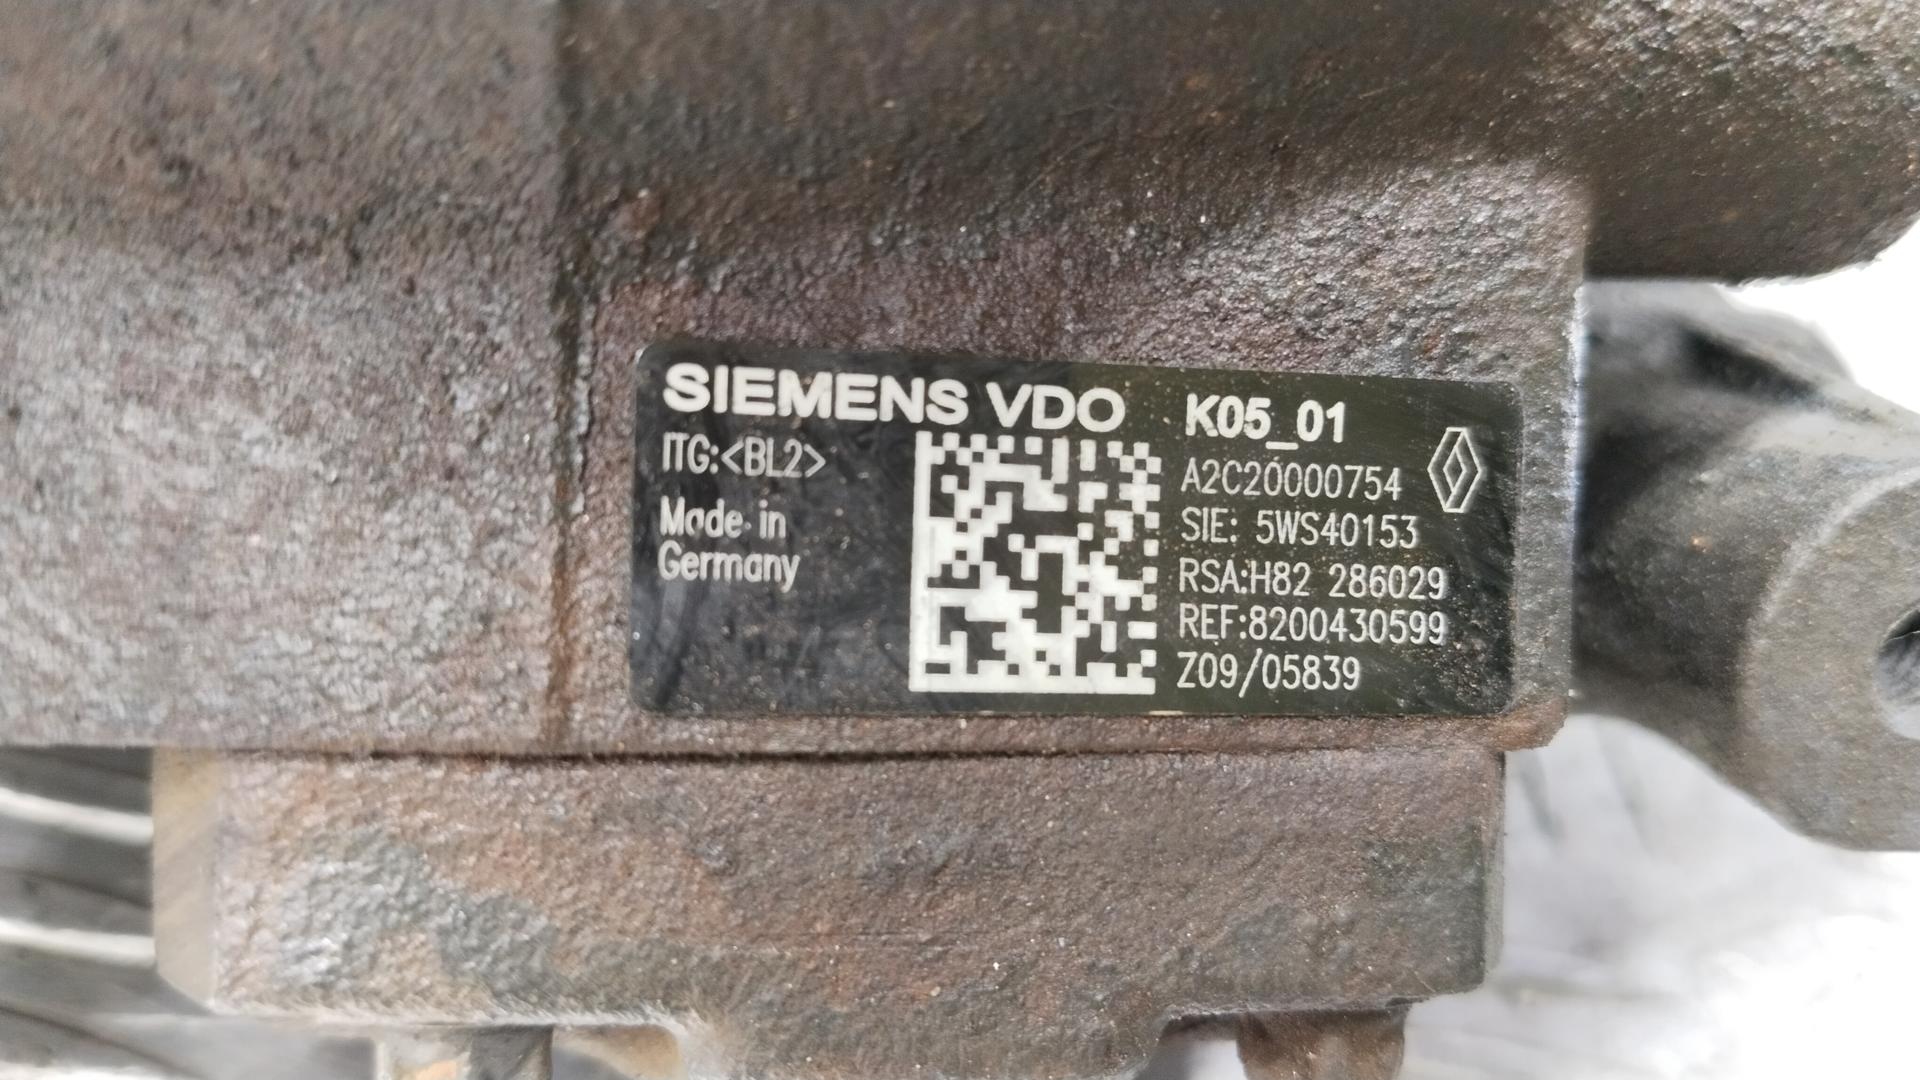 SIEMENS VDO K05_01
ITG:<BL2>
Made in
Germany
A2C20000754
SIE: 5WS40153
RSA:H82 286029
REF:8200430599
Z09/05839